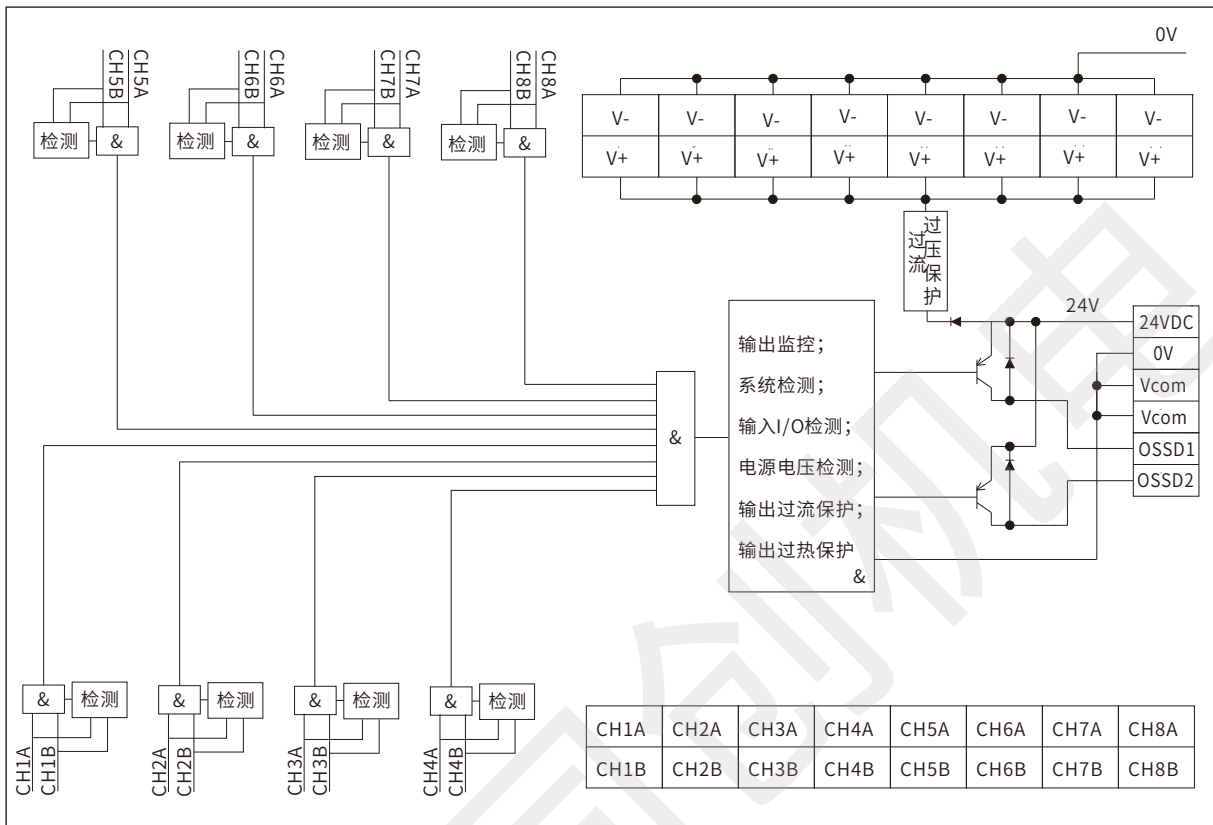 CH5B CH5A
CH6B CH6A
CH7B CH7A
CH8B CH8A
检测 &
检测 &
检测 &
检测 &
0V
V- V- V- V- V- V- V- V-
V+ V+ V+ V+ V+ V+ V+ V+
过流
过压保护
24V
24VDC
0V
Vcom
Vcom
OSSD1
OSSD2
&
输出监控；
系统检测；
输入I/O检测；
电源电压检测；
输出过流保护；
输出过热保护
&
& 检测
& 检测
& 检测
& 检测
CH1A CH1B
CH2A CH2B
CH3A CH3B
CH4A CH4B
CH1A CH2A CH3A CH4A CH5A CH6A CH7A CH8A
CH1B CH2B CH3B CH4B CH5B CH6B CH7B CH8B
创机电